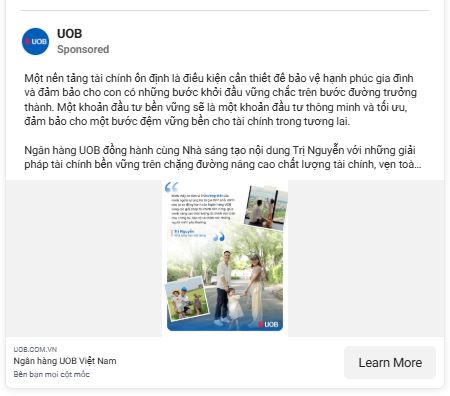 UOB
UOB
Sponsored
Một nền tảng tài chính ổn định là điều kiện cần thiết để bảo vệ hạnh phúc gia đình
và đảm bảo cho con có những bước khởi đầu vững chắc trên bước đường trưởng
thành. Một khoản đầu tư bền vững sẽ là một khoản đầu tư thông minh và tối ưu,
đảm bảo cho một bước đệm vững bền cho tài chính trong tương lai.
Ngân hàng UOB đồng hành cùng Nhà sáng tạo nội dung Trị Nguyễn với những giải
pháp tài chính bền vững trên chặng đường nâng cao chất lượng tài chính, vẹn toà...
Trị Nguyễn
UOB
UOB.COM.VN
Ngân hàng UOB Việt Nam
Bên bạn mọi cột mốc
Learn More